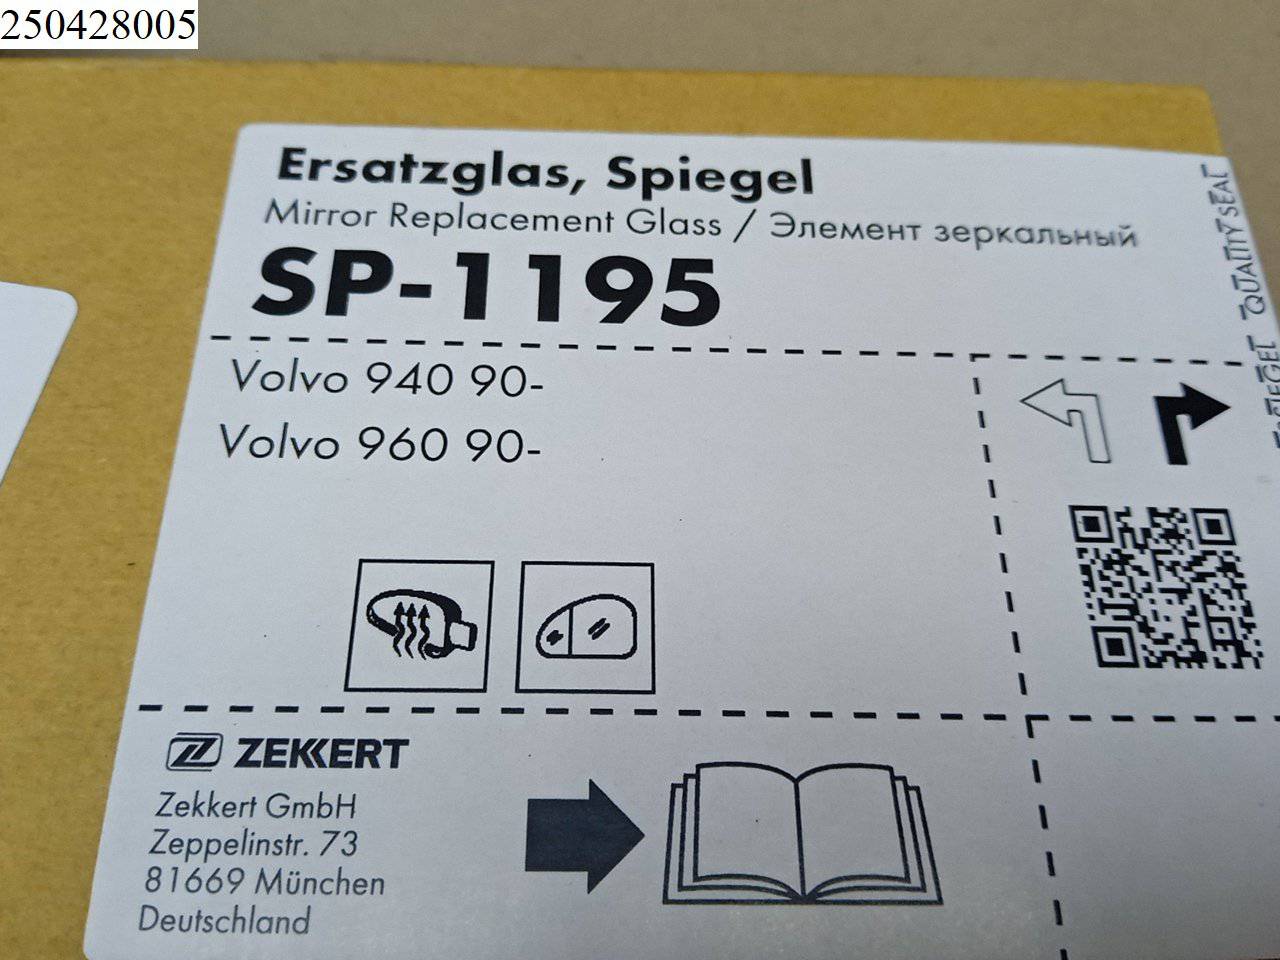 250428005
Ersatzglas, Spiegel
Mirror Replacement Glass / Элемент зеркальный
SP-1195
Volvo 940 90-
Volvo 960 90-
QUALITY SEAL
ZEKKERT
Zekkert GmbH
Zeppelinstr. 73
81669 München
Deutschland